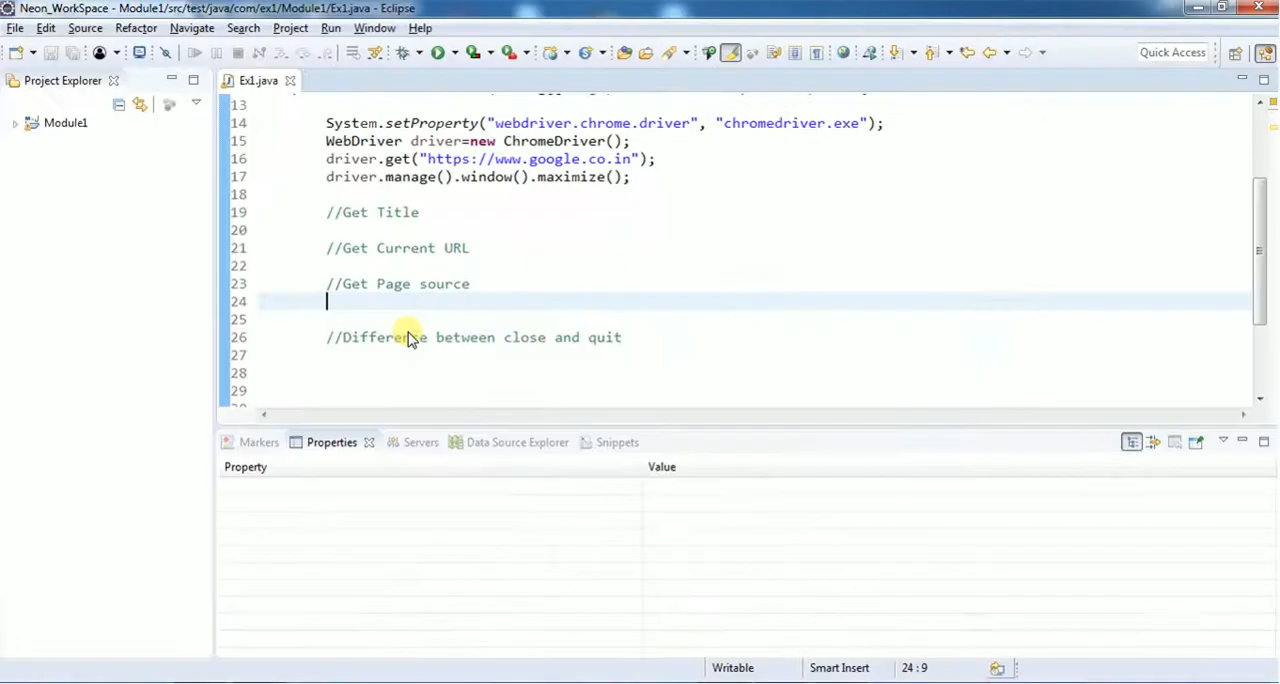 Neon_WorkSpace - Module1/src/test/java/com/ex1/Module1/Ex1.java - Eclipse
File Edit Source Refactor Navigate Search Project Run Window Help
Quick Access
Project Explorer
Ex1.java
Module1
13
14 System.setProperty("webdriver.chrome.driver", "chromedriver.exe");
15 WebDriver driver=new ChromeDriver();
16 driver.get("https://www.google.co.in");
17 driver.manage().window().maximize();
18
19 //Get Title
20
21 //Get Current URL
22
23 //Get Page source
24
25
26 //Difference between close and quit
27
28
29
Markers Properties Servers Data Source Explorer Snippets
Property Value
Writable Smart Insert 24 : 9